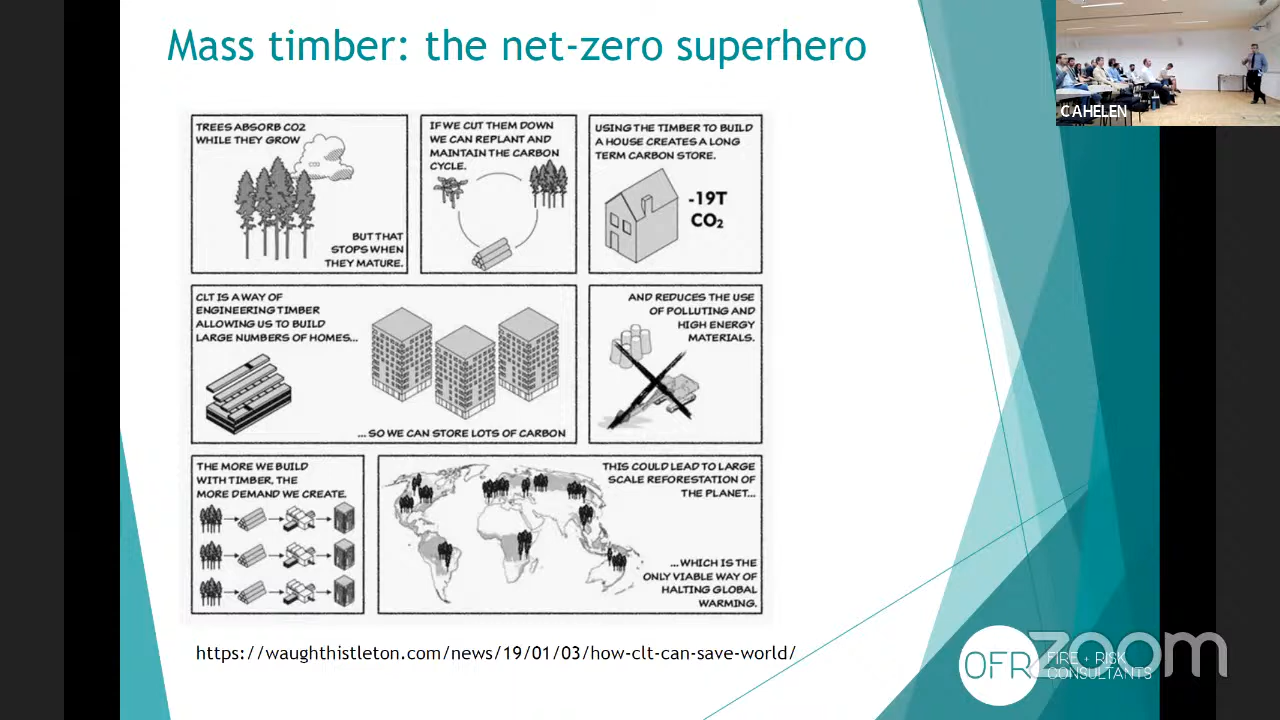 Mass timber: the net-zero superhero
C AHELEN
TREES ABSORB CO2
WHILE THEY GROW
CO2
BUT THAT
STOPS WHEN
THEY MATURE.
IF WE CUT THEM DOWN
WE CAN REPLANT AND
MAINTAIN THE CARBON
CYCLE.
USING THE TIMBER TO BUILD
A HOUSE CREATES A LONG
TERM CARBON STORE.
-19T
CO₂
CLT IS A WAY OF
ENGINEERING TIMBER
ALLOWING US TO BUILD
LARGE NUMBERS OF HOMES...
...SO WE CAN STORE LOTS OF CARBON
AND REDUCES THE USE
OF POLLUTING AND
HIGH ENERGY
MATERIALS.
THE MORE WE BUILD
WITH TIMBER, THE
MORE DEMAND WE CREATE.
THIS COULD LEAD TO LARGE
SCALE REFORESTATION OF
THE PLANET...
...WHICH IS THE
ONLY VIABLE WAY OF
HALTING GLOBAL
WARMING.
https://waughthistleton.com/news/19/01/03/how-clt-can-save-world/
OFR FIRE + RISK
CONSULTANTS
zoom